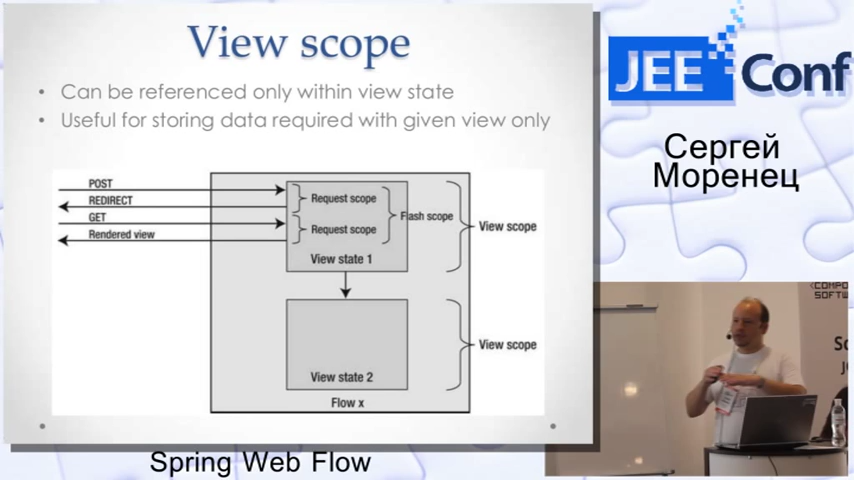 View scope
• Can be referenced only within view state
• Useful for storing data required with given view only
POST
REDIRECT
GET
Rendered view
Request scope
Flash scope
Request scope
View scope
View state 1
View scope
View state 2
Flow x
Spring Web Flow
JEE Conf
Сергей
Моренец
SOFTW